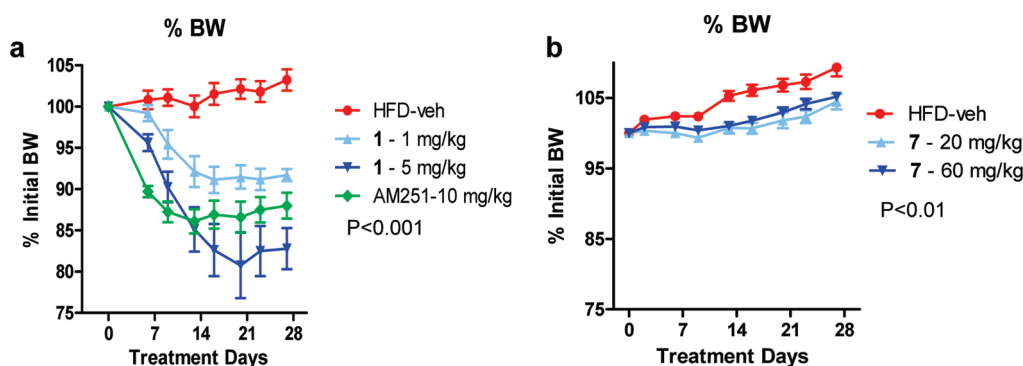 a
% BW
% Initial BW
105
100
95
90
85
80
75
0
7
14
21
28
Treatment Days
HFD-veh
1 - 1 mg/kg
1 - 5 mg/kg
AM251-10 mg/kg
P<0.001
b
% BW
% Initial BW
105
95
85
75
0
7
14
21
28
Treatment Days
HFD-veh
7 - 20 mg/kg
7 - 60 mg/kg
P<0.01